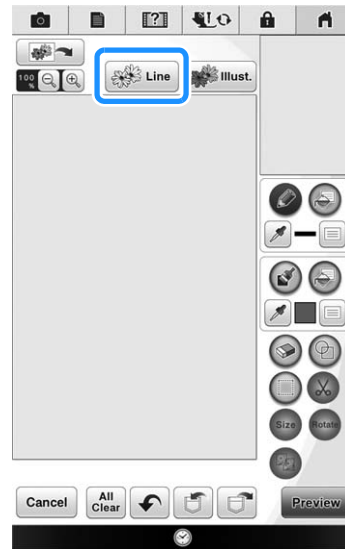 [?]
100 %
Line
Illust.
Size
Rotate
Cancel
All
Clear
Preview